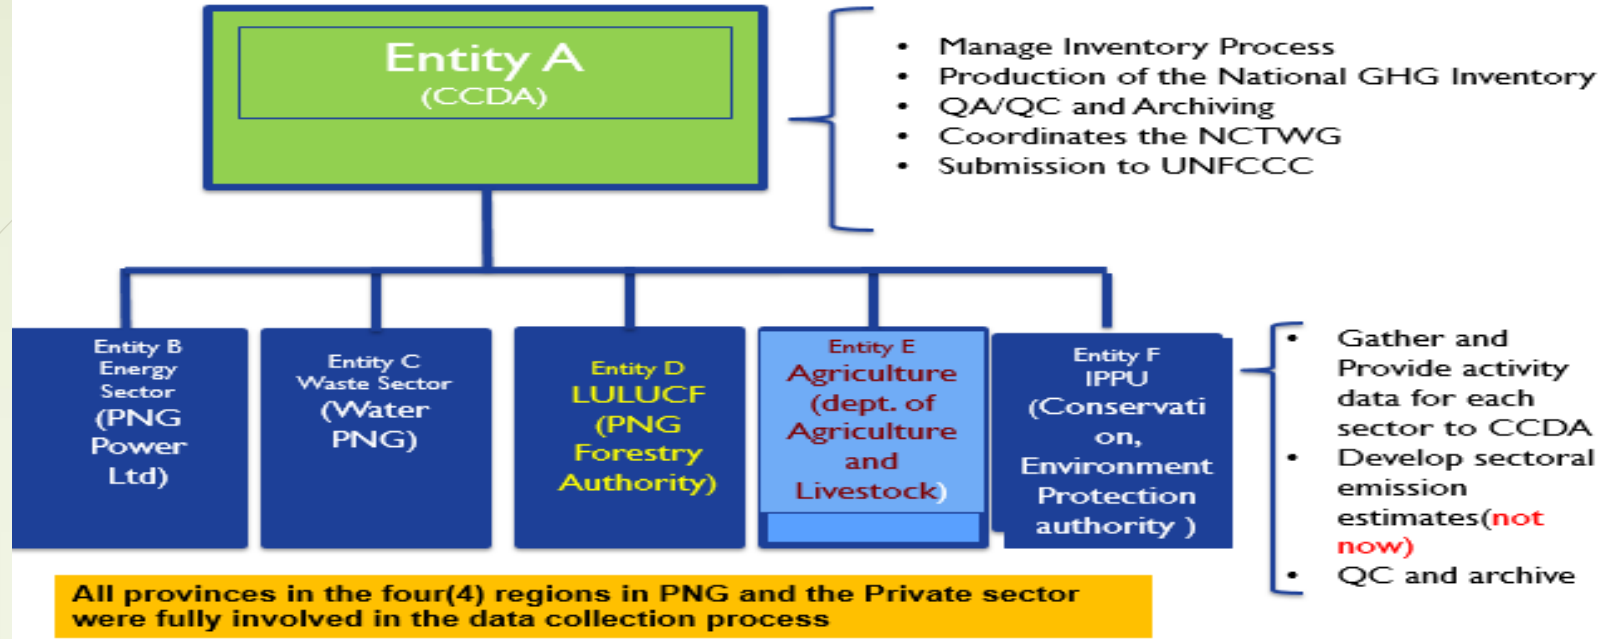 Entity A
(CCDA)
• Manage Inventory Process
• Production of the National GHG Inventory
• QA/QC and Archiving
• Coordinates the NCTWG
• Submission to UNFCCC
Entity B
Energy
Sector
(PNG
Power
Ltd)
Entity C
Waste Sector
(Water
PNG)
Entity D
LULUCF
(PNG
Forestry
Authority)
Entity E
Agriculture
(dept. of
Agriculture
and
Livestock)
Entity F
IPPU
(Conservati
on,
Environment
Protection
authority )
• Gather and
Provide activity
data for each
sector to CCDA
• Develop sectoral
emission
estimates(not
now)
• QC and archive
All provinces in the four(4) regions in PNG and the Private sector
were fully involved in the data collection process